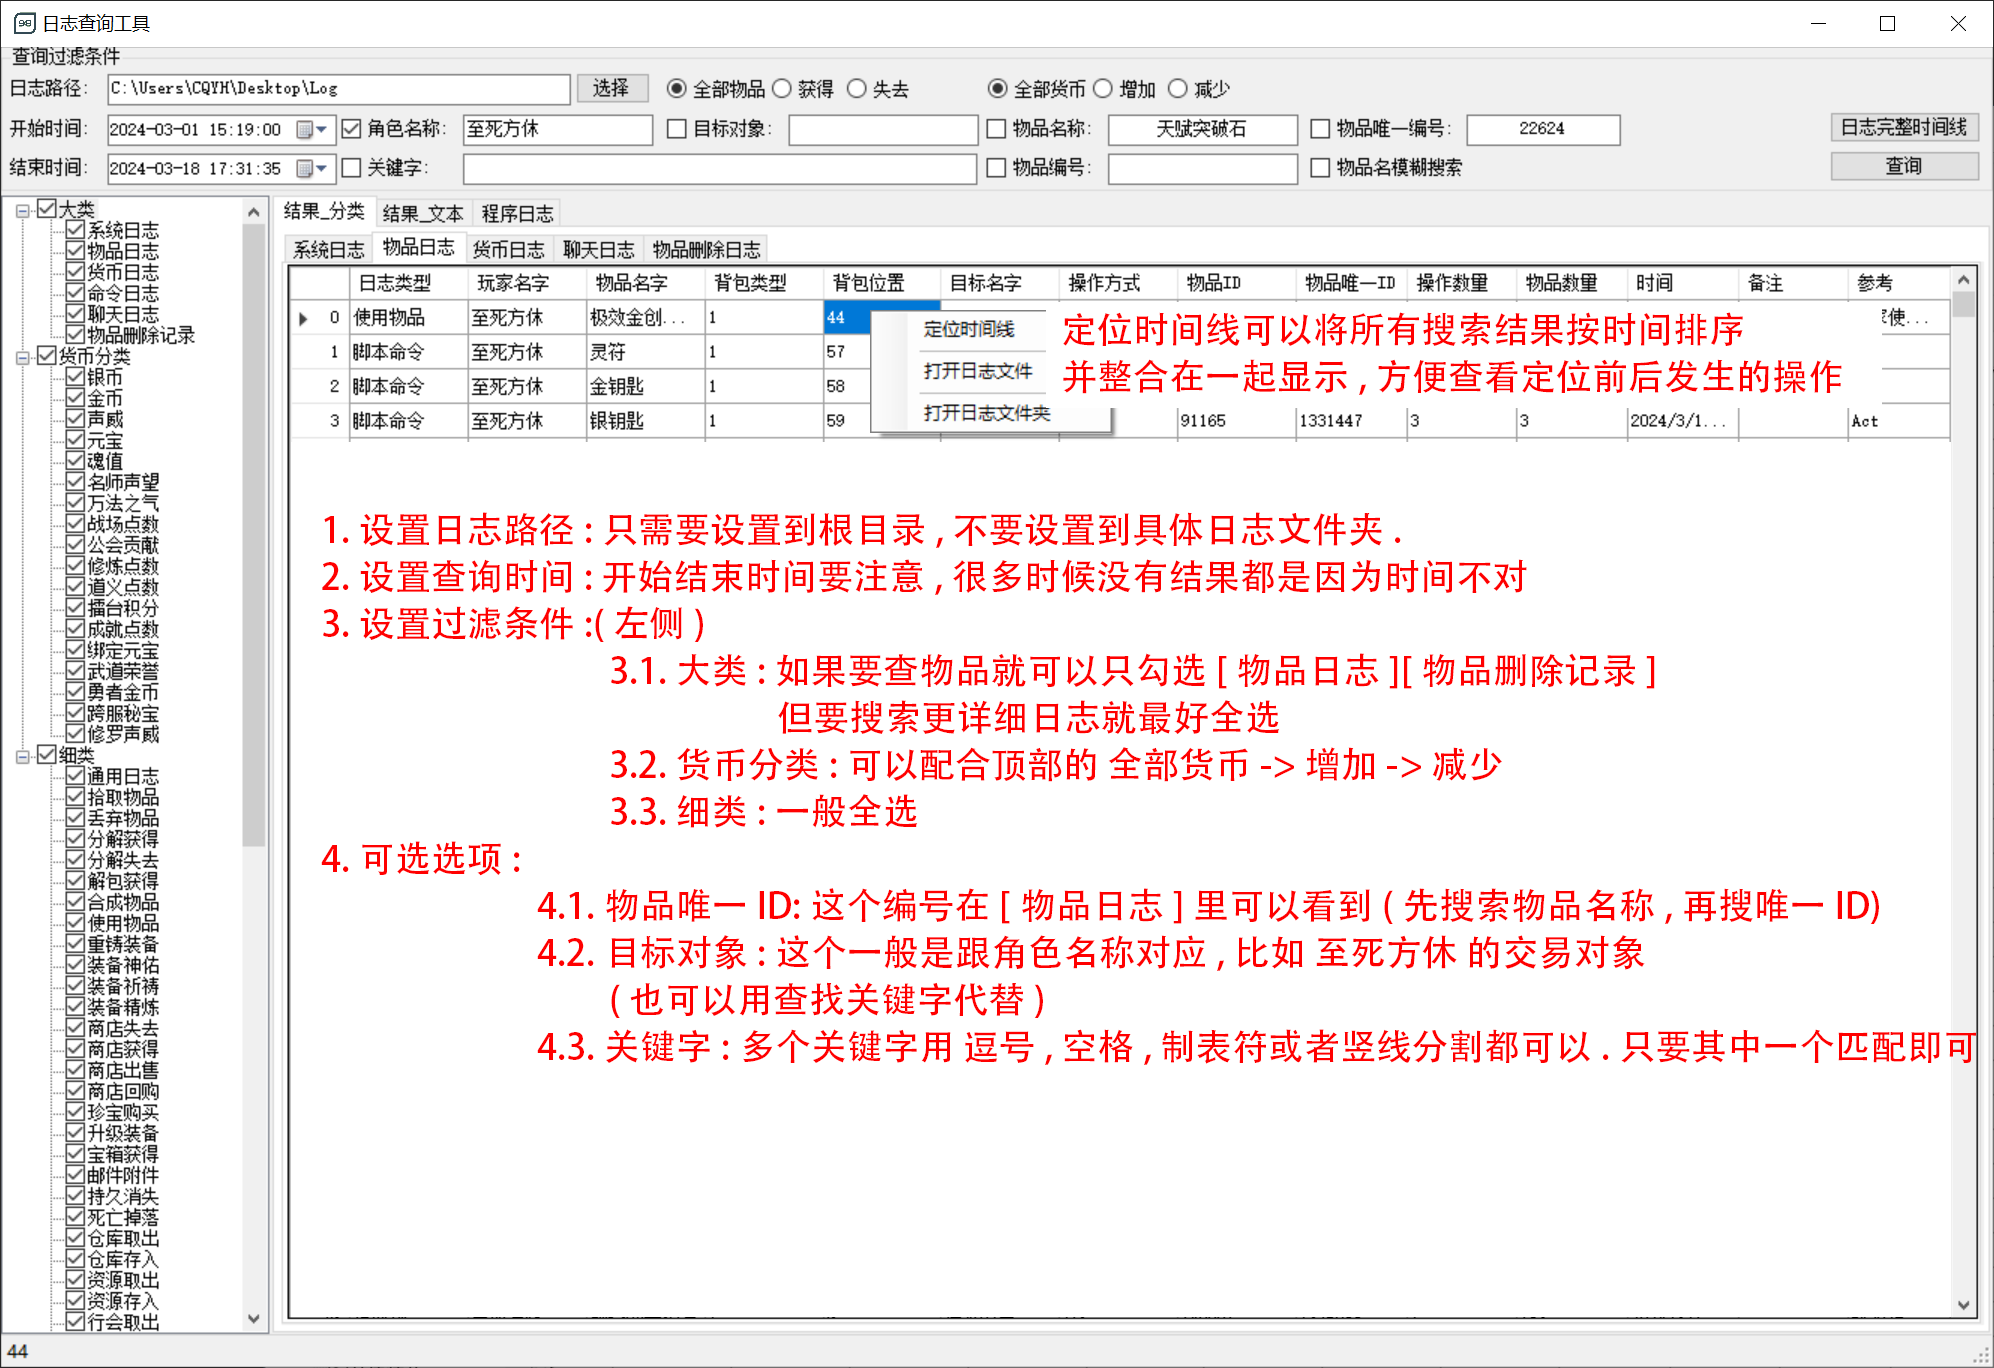 日志查询工具
查询过滤条件
日志路径: C:\Users\CQYH\Desktop\Log 选择 全部物品 获得 失去 全部货币 增加 减少
开始时间: 2024-03-01 15:19:00 角色名称: 至死方休 目标对象: 物品名称: 天赋突破石 物品唯一编号: 22624 日志完整时间线
结束时间: 2024-03-18 17:31:35 关键字: 物品编号: 物品名模糊搜索 查询
大类
系统日志
物品日志
货币日志
命令日志
聊天日志
物品删除记录
货币分类
银币
金币
声威
元宝
魂值
名师声望
万法之气
战场点数
公会贡献
修炼点数
道义点数
擂台积分
成就点数
绑定元宝
武道荣誉
勇者金币
跨服秘宝
修罗声威
细类
通用日志
拾取物品
丢弃物品
分解获得
分解失去
解包获得
合成物品
使用物品
重铸装备
装备神佑
装备祈祷
装备精炼
商店失去
商店获得
商店出售
商店回购
珍宝购买
升级装备
宝箱获得
邮件附件
持久消失
死亡掉落
仓库取出
仓库存入
资源取出
资源存入
行会取出
结果_分类 结果_文本 程序日志
系统日志 物品日志 货币日志 聊天日志 物品删除日志
日志类型 玩家名字 物品名字 背包类型 背包位置 目标名字 操作方式 物品ID 物品唯一ID 操作数量 物品数量 时间 备注 参考
0 使用物品 至死方休 极效金创... 1 44 使...
1 脚本命令 至死方休 灵符 1 57
2 脚本命令 至死方休 金钥匙 1 58
3 脚本命令 至死方休 银钥匙 1 59 91165 1331447 3 3 2024/3/1... Act
定位时间线
打开日志文件
打开日志文件夹
定位时间线可以将所有搜索结果按时间排序
并整合在一起显示 , 方便查看定位前后发生的操作
1. 设置日志路径 : 只需要设置到根目录 , 不要设置到具体日志文件夹 .
2. 设置查询时间 : 开始结束时间要注意 , 很多时候没有结果都是因为时间不对
3. 设置过滤条件 :( 左侧 )
3.1. 大类 : 如果要查物品就可以只勾选 [ 物品日志 ][ 物品删除记录 ]
但要搜索更详细日志就最好全选
3.2. 货币分类 : 可以配合顶部的 全部货币 -> 增加 -> 减少
3.3. 细类 : 一般全选
4. 可选选项 :
4.1. 物品唯一 ID: 这个编号在 [ 物品日志 ] 里可以看到 ( 先搜索物品名称 , 再搜唯一 ID)
4.2. 目标对象 : 这个一般是跟角色名称对应 , 比如 至死方休 的交易对象
( 也可以用查找关键字代替 )
4.3. 关键字 : 多个关键字用 逗号 , 空格 , 制表符或者竖线分割都可以 . 只要其中一个匹配即可
44